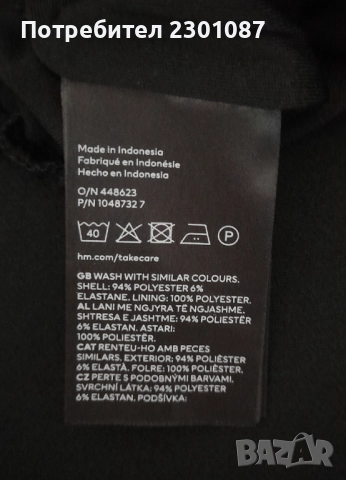 Потребител 2301087
Made in Indonesia
Fabriqué en Indonésie
Hecho en Indonesia
O/N 448623
P/N 1048732 7
40 P
hm.com/takecare
GB WASH WITH SIMILAR COLOURS.
SHELL: 94% POLYESTER 6%
ELASTANE. LINING: 100% POLYESTER.
AL LANI ME NGJYRA TË NGJASHME.
SHTRESA E JASHTME: 94% POLIESTËR
6% ELASTAN. ASTARI:
100% POLIESTËR.
CAT RENTEU-HO AMB PECES
SIMILARS. EXTERIOR: 94% POLIÈSTER
6% ELASTÀ. FOLRE: 100% POLIÈSTER.
CZ PERTE S PODOBNÝMI BARVAMI.
SVRCHNÍ LÁTKA: 94% POLYESTER
6% ELASTAN. PODŠÍVKA:
BAZAR